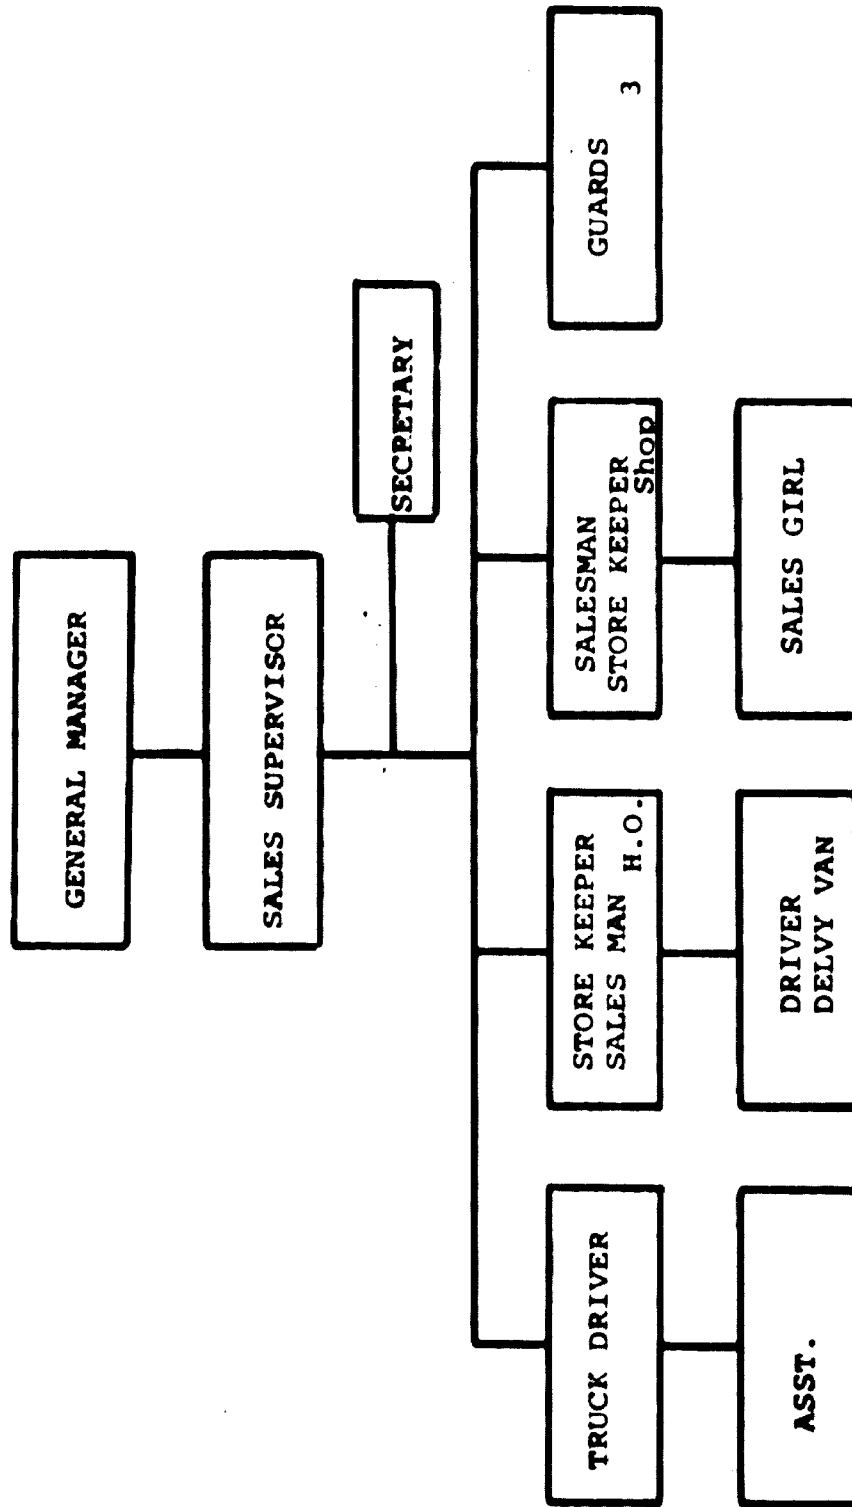 GENERAL MANAGER
SALES SUPERVISOR
SECRETARY
TRUCK DRIVER
STORE KEEPER
SALES MAN
H.O.
SALESMAN
STORE KEEPER
Shop
GUARDS
3
ASST.
DRIVER
DELVY VAN
SALES GIRL